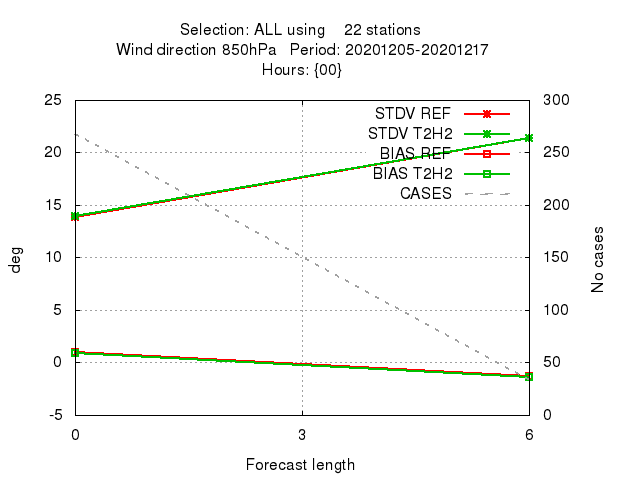 Selection: ALL using    22 stations
Wind direction 850hPa   Period: 20201205-20201217
Hours: {00}
25
20
15
10
5
0
-5
300
250
200
150
100
50
0
STDV REF
STDV T2H2
BIAS REF
BIAS T2H2
CASES
deg
No cases
0 3 6
Forecast length